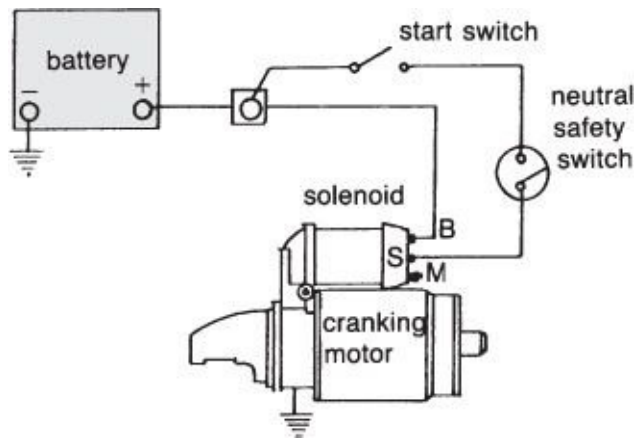 start switch
battery
−
+
neutral
safety
switch
solenoid
B
S
M
cranking
motor